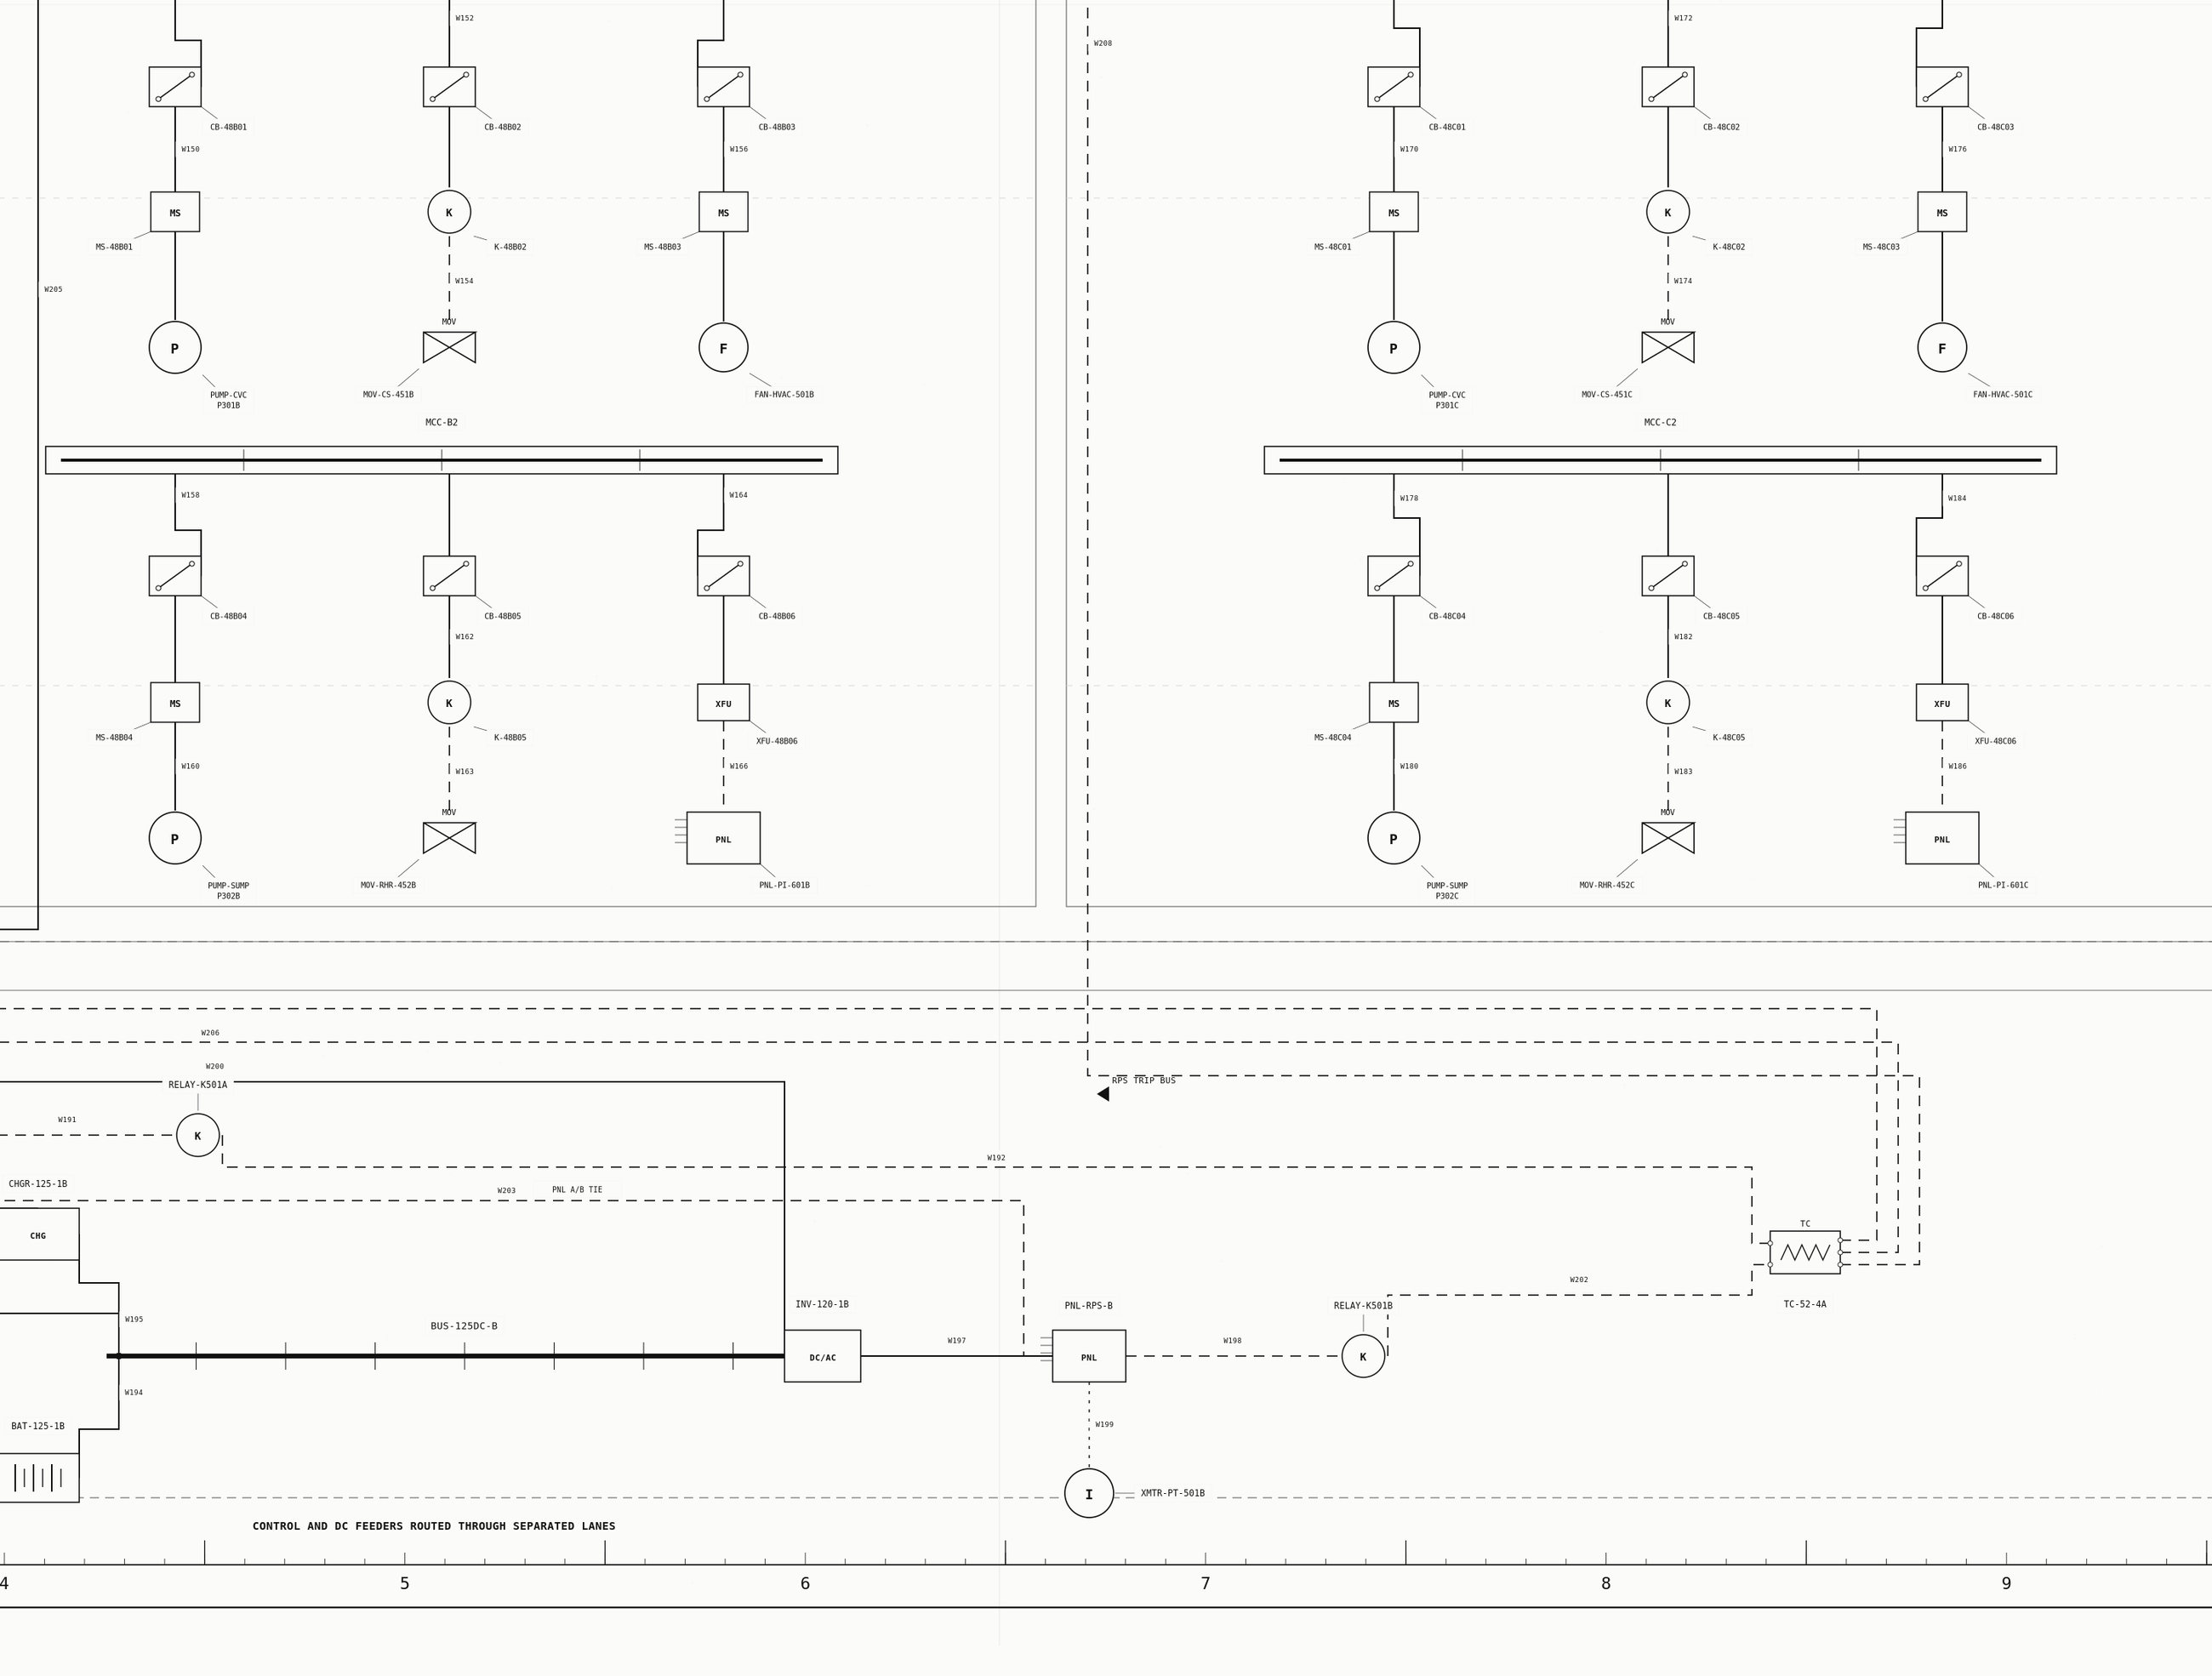 W152
W208
W172
CB-48B01
CB-48B02
CB-48B03
CB-48C01
CB-48C02
CB-48C03
W150
W156
W170
W176
MS
K
MS
MS
K
MS
MS-48B01
K-48B02
MS-48B03
MS-48C01
K-48C02
MS-48C03
W205
W154
W174
MOV
MOV
P
F
P
F
PUMP-CVC
P301B
MOV-CS-451B
FAN-HVAC-501B
PUMP-CVC
P301C
MOV-CS-451C
FAN-HVAC-501C
MCC-B2
MCC-C2
W158
W164
W178
W184
CB-48B04
CB-48B05
CB-48B06
CB-48C04
CB-48C05
CB-48C06
W162
W182
MS
K
XFU
MS
K
XFU
MS-48B04
K-48B05
XFU-48B06
MS-48C04
K-48C05
XFU-48C06
W160
W163
W166
W180
W183
W186
MOV
MOV
P
PNL
P
PNL
PUMP-SUMP
P302B
MOV-RHR-452B
PNL-PI-601B
PUMP-SUMP
P302C
MOV-RHR-452C
PNL-PI-601C
W206
W200
RELAY-K501A
RPS TRIP BUS
W191
K
W192
CHGR-125-1B
W203
PNL A/B TIE
CHG
TC
W202
INV-120-1B
PNL-RPS-B
RELAY-K501B
TC-52-4A
W195
BUS-125DC-B
W197
W198
DC/AC
PNL
K
W194
BAT-125-1B
W199
I
XMTR-PT-501B
CONTROL AND DC FEEDERS ROUTED THROUGH SEPARATED LANES
4
5
6
7
8
9